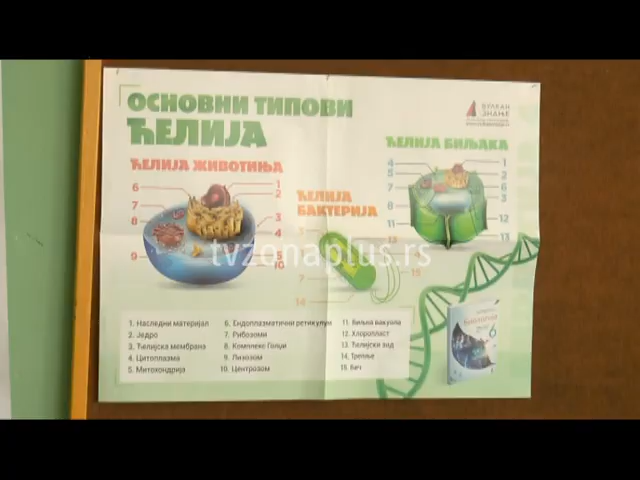 ОСНОВНИ ТИПОВИ
ЋЕЛИЈА
ВУЛКАН
ЗНАЊЕ
ЋЕЛИЈА ЖИВОТИЊА
ЋЕЛИЈА
БАКТЕРИЈА
ЋЕЛИЈА БИЉАКА
tvzonaplus.rs
1. Наследни материјал
2. Једро
3. Ћелијска мембрана
4. Цитоплазма
5. Митохондрија
6. Ендоплазматични ретикулум
7. Рибозоми
8. Комплекс Голџи
9. Лизозом
10. Центрозом
11. Биљна вакуола
12. Хлоропласт
13. Ћелијски зид
14. Трепље
15. Бич